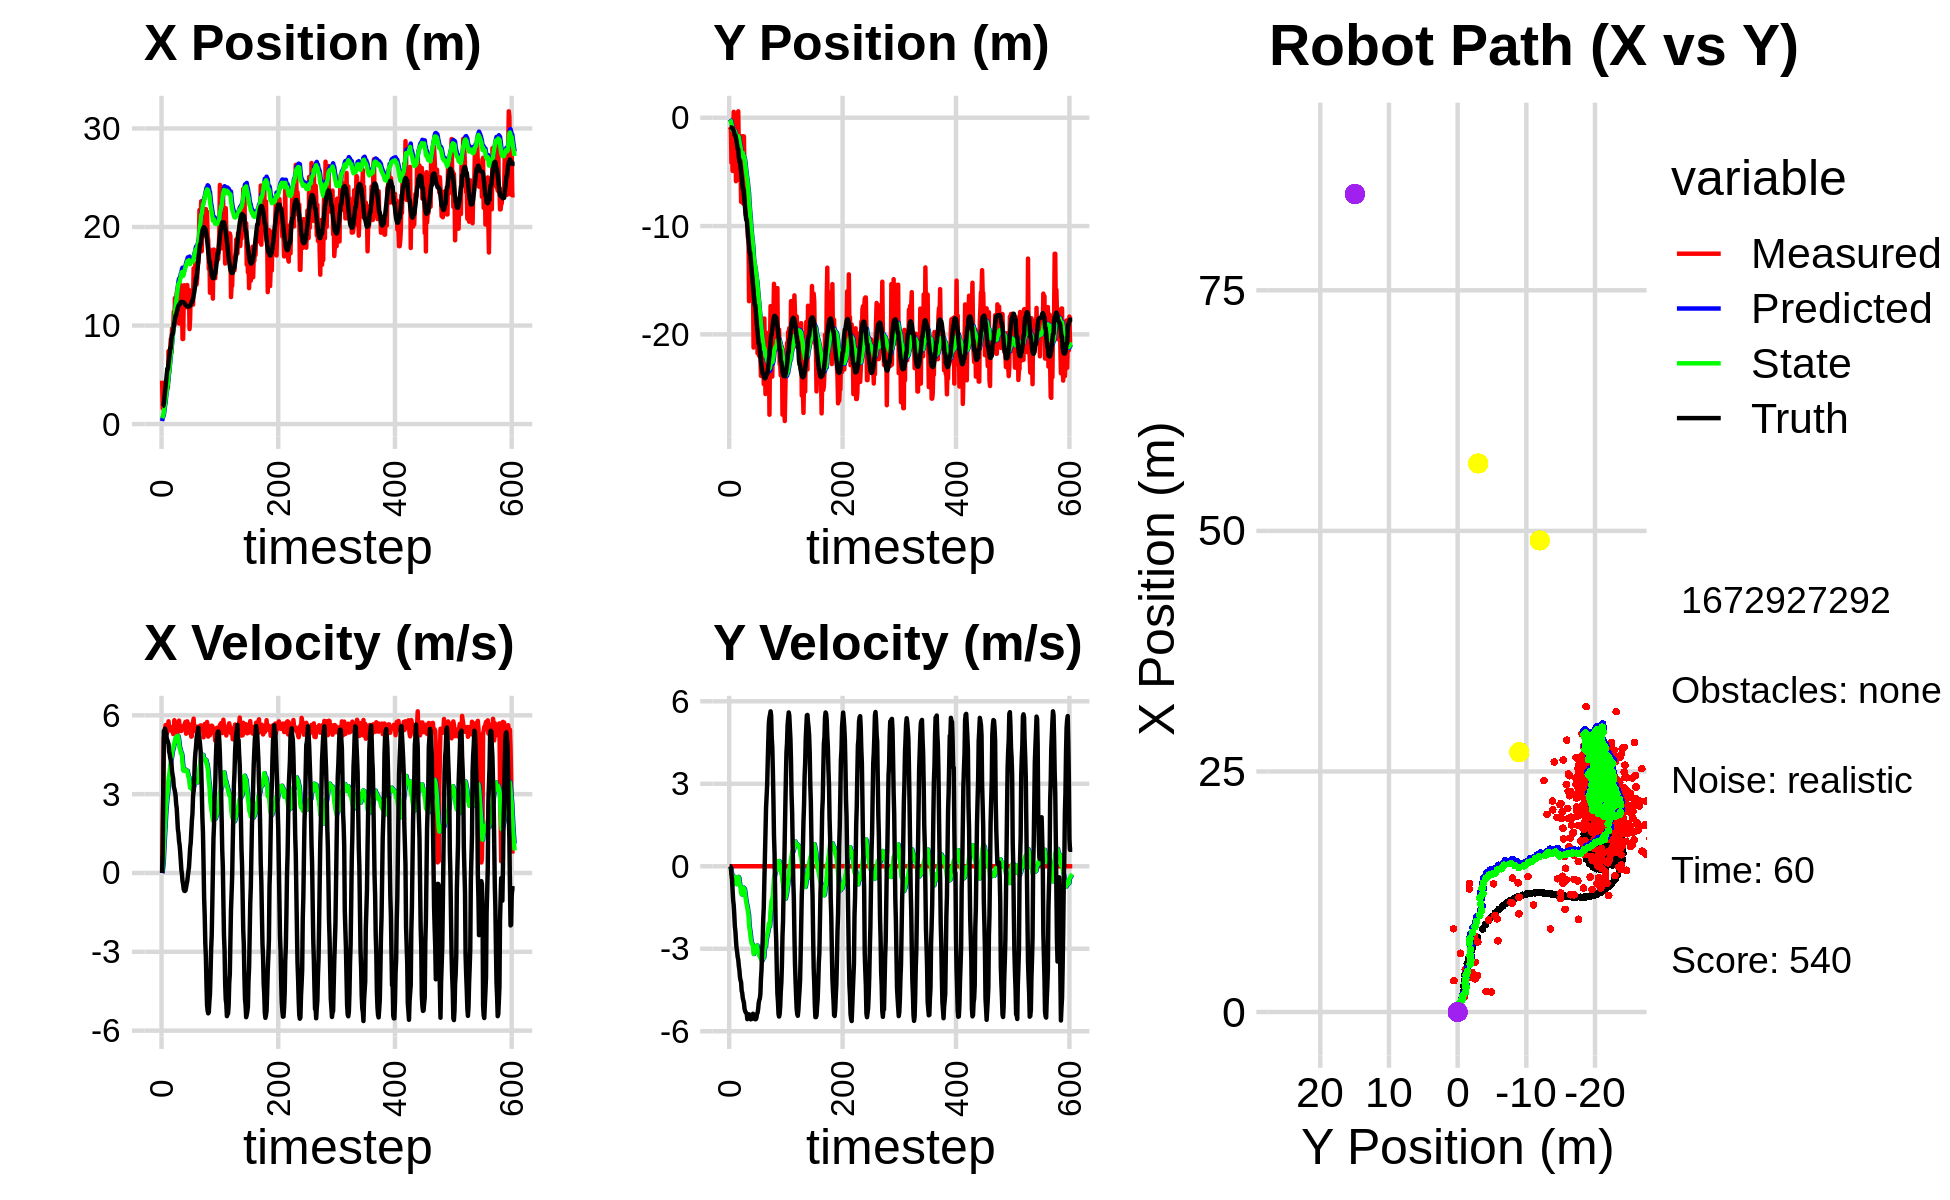 X Position (m)
30
20
10
0
0
200
400
600
timestep
Y Position (m)
0
-10
-20
0
200
400
600
timestep
X Velocity (m/s)
6
3
0
-3
-6
0
200
400
600
timestep
Y Velocity (m/s)
6
3
0
-3
-6
0
200
400
600
timestep
Robot Path (X vs Y)
X Position (m)
75
50
25
0
20 10 0 -10 -20
Y Position (m)
variable
Measured
Predicted
State
Truth
1672927292
Obstacles: none
Noise: realistic
Time: 60
Score: 540